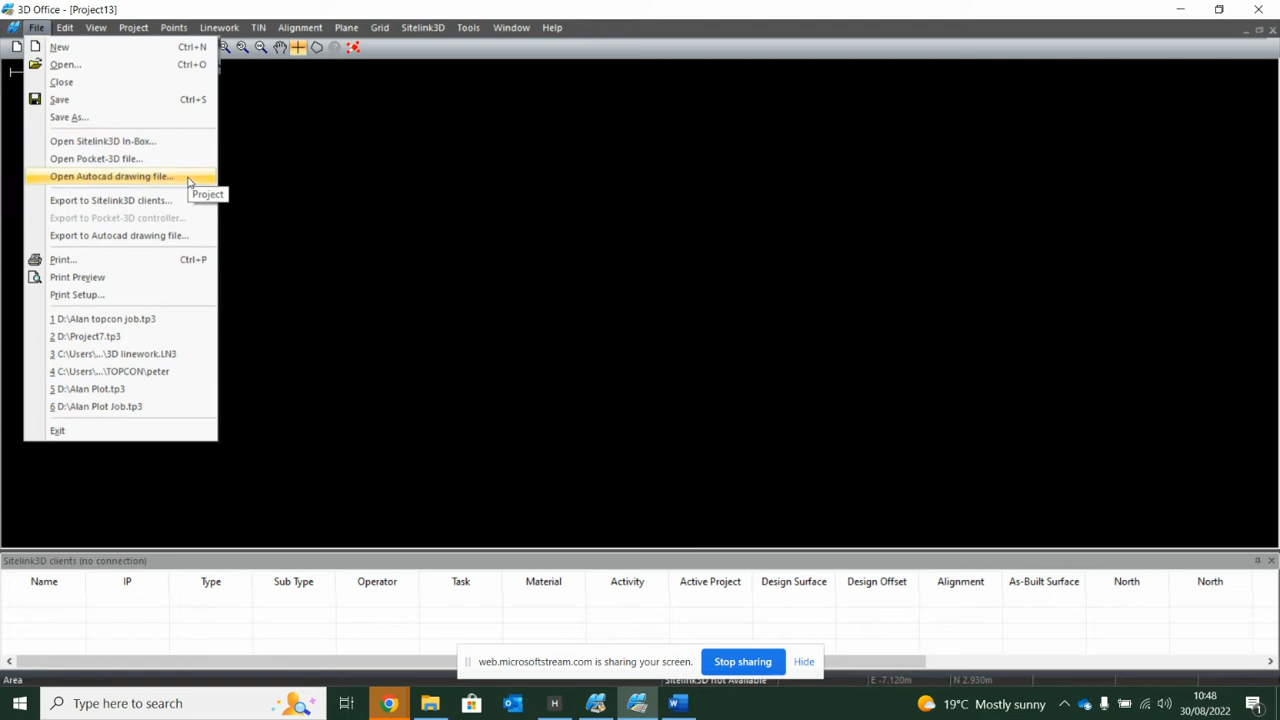 3D Office - [Project13]
File Edit View Project Points Linework TIN Alignment Plane Grid Sitelink3D Tools Window Help
New Ctrl+N
Open... Ctrl+O
Close
Save Ctrl+S
Save As...
Open Sitelink3D In-Box...
Open Pocket-3D file...
Open Autocad drawing file...
Project
Export to Sitelink3D clients...
Export to Pocket-3D controller...
Export to Autocad drawing file...
Print... Ctrl+P
Print Preview
Print Setup...
1 D:\Alan topcon job.tp3
2 D:\Project7.tp3
3 C:\Users\...\3D linework.LN3
4 C:\Users\...\TOPCON\peter
5 D:\Alan Plot.tp3
6 D:\Alan Plot Job.tp3
Exit
Sitelink3D clients (no connection)
Name IP Type Sub Type Operator Task Material Activity Active Project Design Surface Design Offset Alignment As-Built Surface North North
web.microsoftstream.com is sharing your screen. Stop sharing Hide
Area Sitelink3D not Available E -7.120m N 2.930m
Type here to search
19°C Mostly sunny
10:48
30/08/2022
1